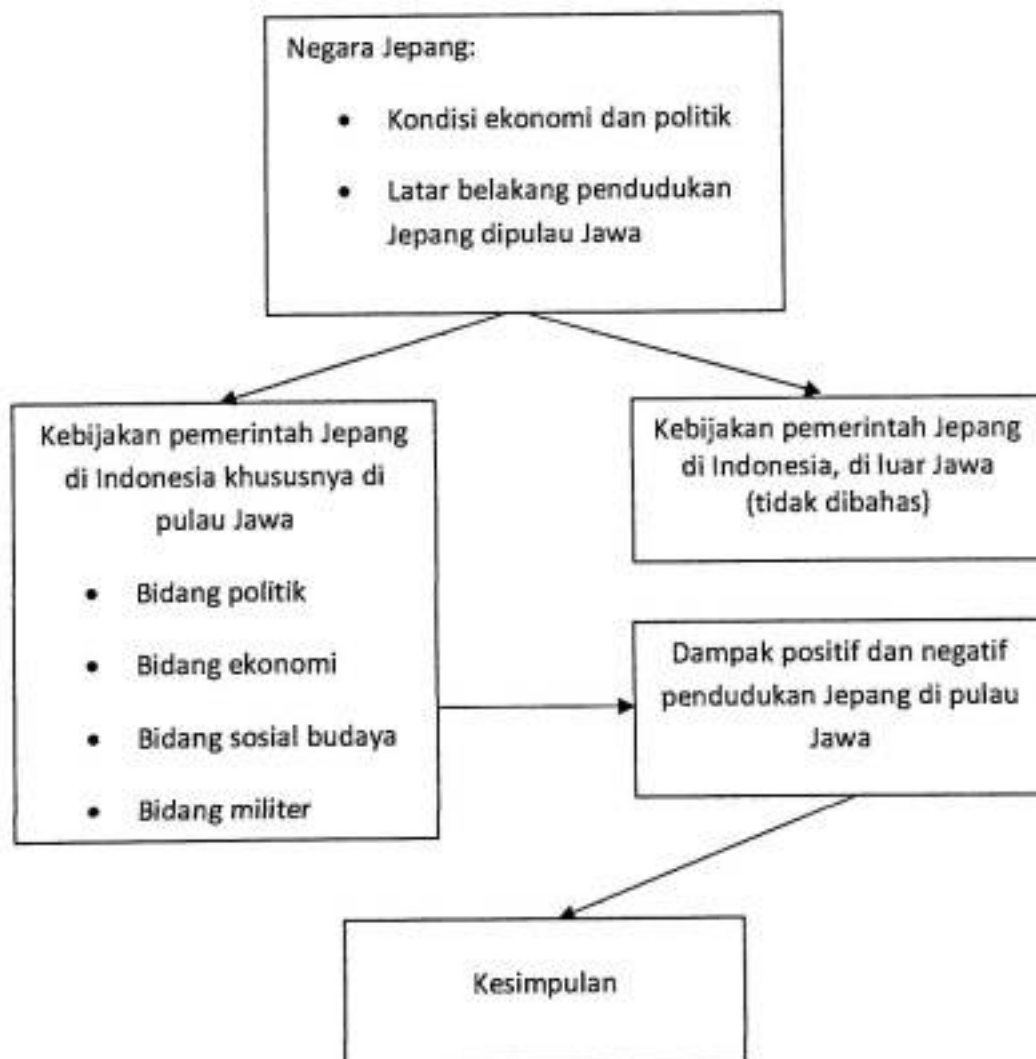 Negara Jepang:
• Kondisi ekonomi dan politik
• Latar belakang pendudukan
Jepang dipulau Jawa
Kebijakan pemerintah Jepang
di Indonesia khususnya di
pulau Jawa
• Bidang politik
• Bidang ekonomi
• Bidang sosial budaya
• Bidang militer
Kebijakan pemerintah Jepang
di Indonesia, di luar Jawa
(tidak dibahas)
Dampak positif dan negatif
pendudukan Jepang di pulau
Jawa
Kesimpulan